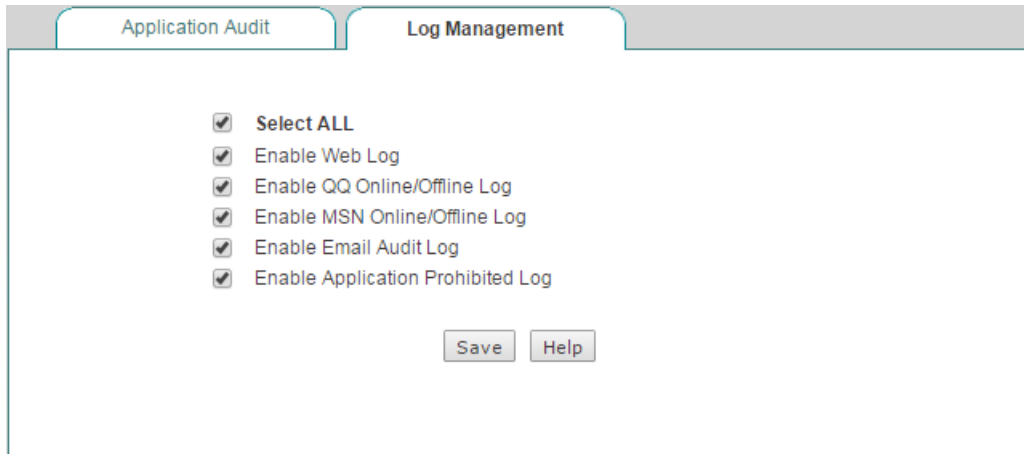 Application Audit
Log Management
Select ALL
Enable Web Log
Enable QQ Online/Offline Log
Enable MSN Online/Offline Log
Enable Email Audit Log
Enable Application Prohibited Log
Save
Help